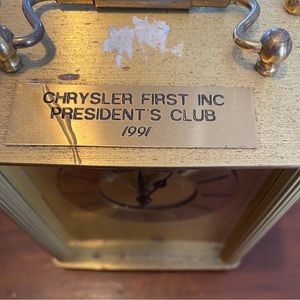 CHRYSLER FIRST INC
PRESIDENT'S CLUB
1991